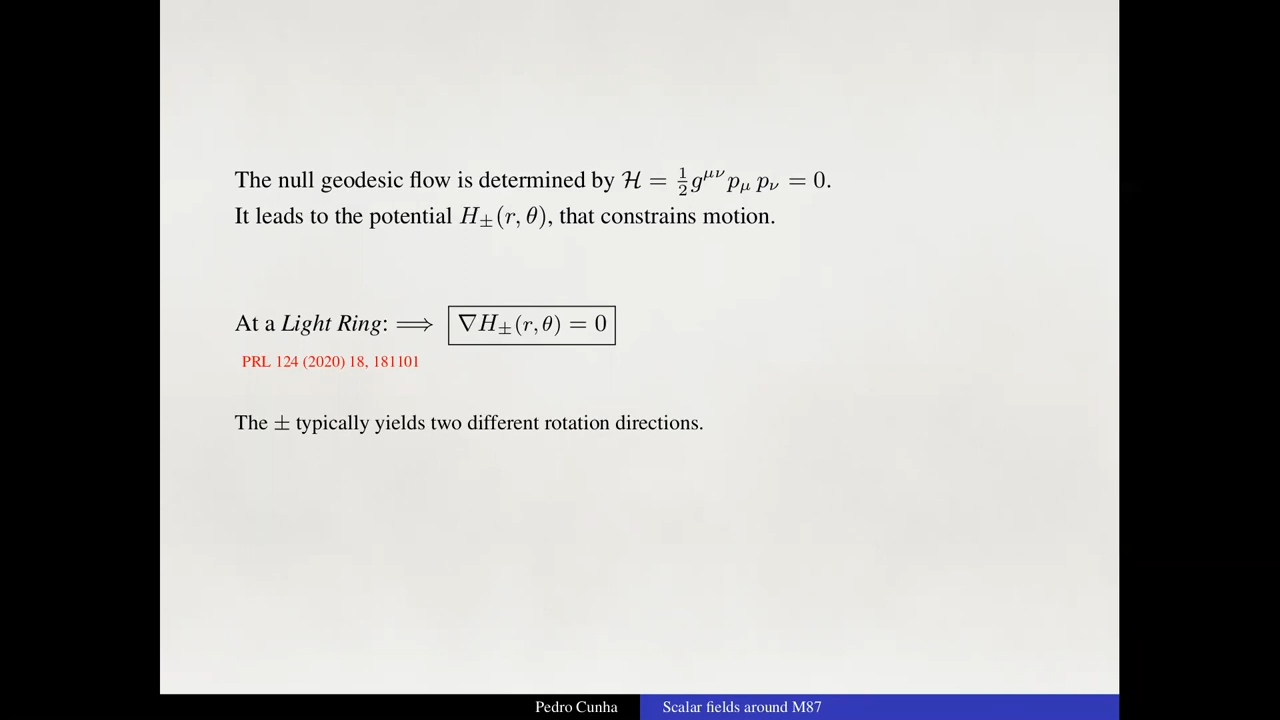 The null geodesic flow is determined by ℋ = ½g^{μν} p_μ p_ν = 0.
It leads to the potential H_±(r, θ), that constrains motion.
At a Light Ring: ⟹ ∇H_±(r, θ) = 0
PRL 124 (2020) 18, 181101
The ± typically yields two different rotation directions.
Pedro Cunha Scalar fields around M87